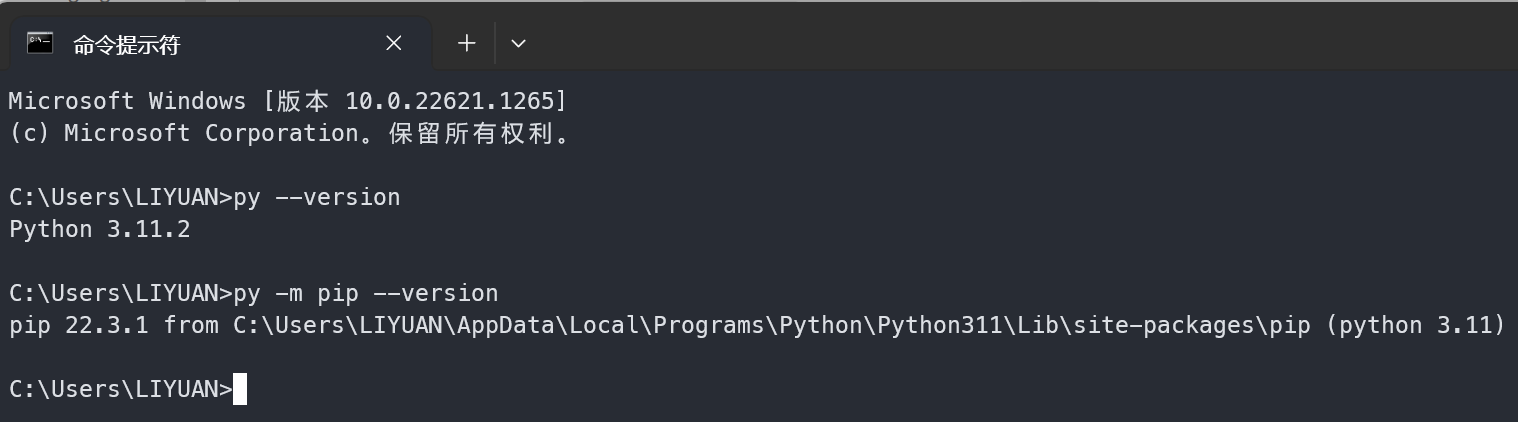 命令提示符
Microsoft Windows [版本 10.0.22621.1265]
(c) Microsoft Corporation。保留所有权利。
C:\Users\LIYUAN>py --version
Python 3.11.2
C:\Users\LIYUAN>py -m pip --version
pip 22.3.1 from C:\Users\LIYUAN\AppData\Local\Programs\Python\Python311\Lib\site-packages\pip (python 3.11)
C:\Users\LIYUAN>